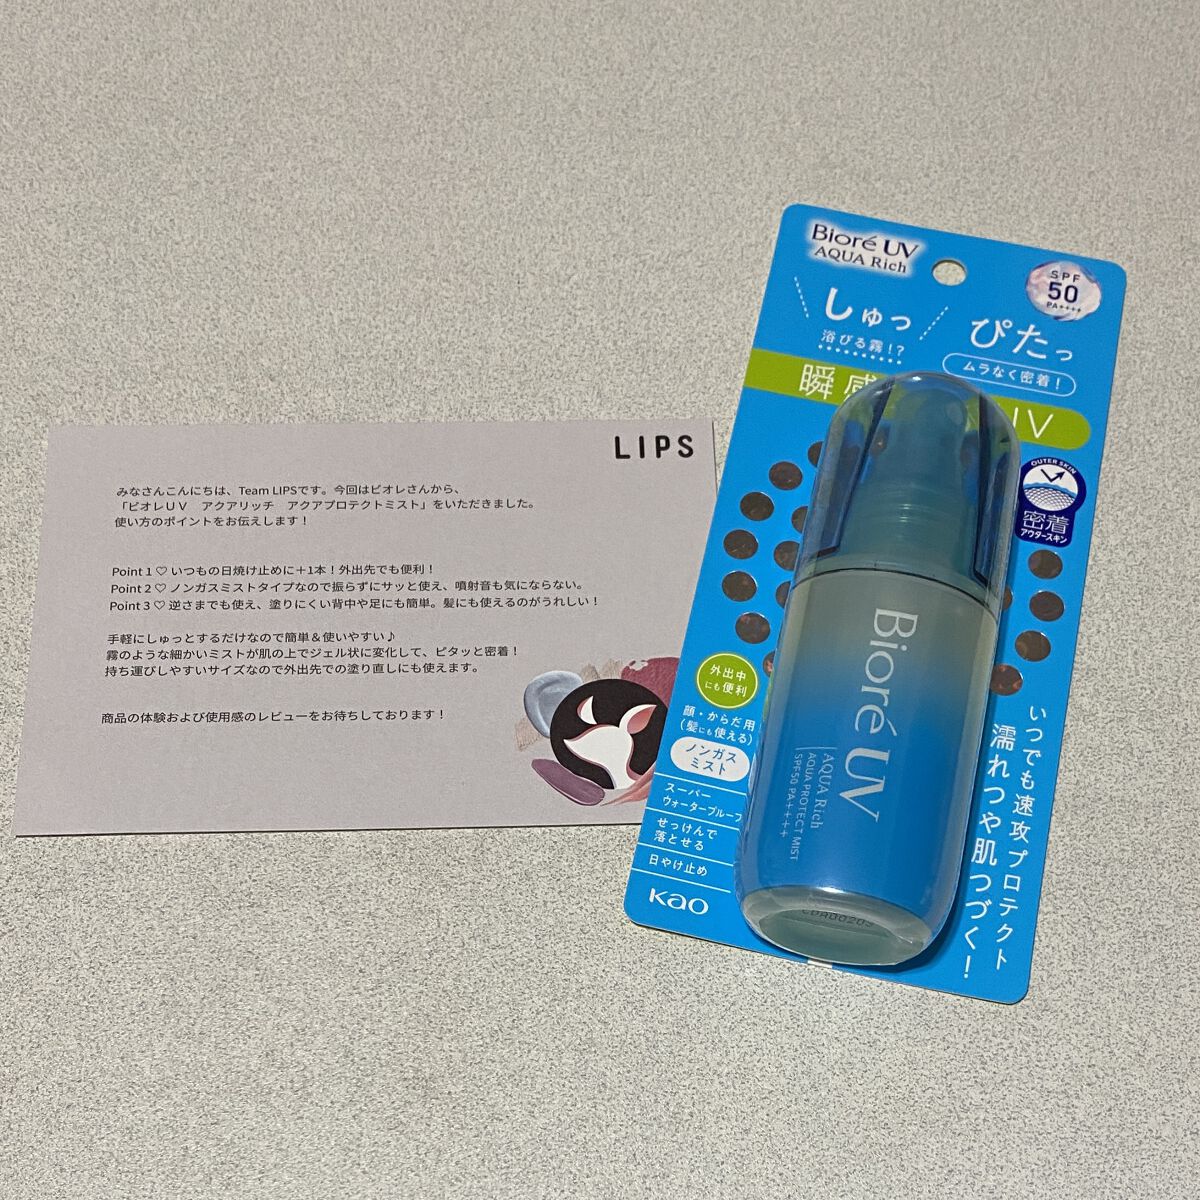 LIPS
みなさんこんにちは、Team LIPSです。今回はビオレさんから、
「ビオレUV　アクアリッチ　アクアプロテクトミスト」をいただきました。
使い方のポイントをお伝えします！
Point 1 ♡ いつもの日焼け止めに＋1本！外出先でも便利！
Point 2 ♡ ノンガスミストタイプなので振らずにサッと使え、噴射音も気にならない。
Point 3 ♡ 逆さまでも使え、塗りにくい背中や足にも簡単。髪にも使えるのがうれしい！
手軽にしゅっとするだけなので簡単＆使いやすい♪
霧のような細かいミストが肌の上でジェル状に変化して、ピタッと密着！
持ち運びしやすいサイズなので外出先での塗り直しにも使えます。
商品の体験および使用感のレビューをお待ちしております！
Bioré UV
AQUA Rich
SPF
50
PA++++
しゅっ
浴びる霧！？
ぴたっ
ムラなく密着！
瞬感
UV
OUTER SKIN
密着
アウタースキン
外出中
にも便利
顔・からだ用
（髪にも使える）
ノンガス
ミスト
スーパー
ウォータープルーフ
せっけんで
落とせる
日やけ止め
Kao
いつでも速攻プロテクト
濡れつや肌つづく！
Bioré UV
AQUA Rich
AQUA PROTECT MIST
SPF50 PA++++